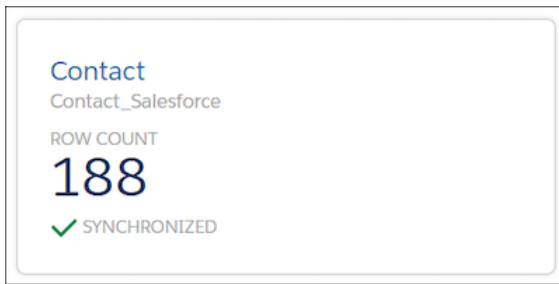 Contact
Contact_Salesforce
ROW COUNT
188
SYNCHRONIZED